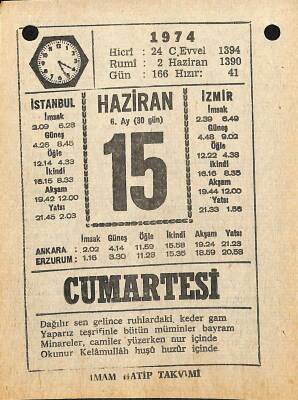 1974
Hicrî : 24 C.Evvel 1394
Rumî : 2 Haziran 1390
Gün : 166 Hızır: 41
İSTANBUL
İmsak
2.09 6.28
Güneş
4.26 8.45
Öğle
12.14 4.33
İkindi
16.15 8.33
Akşam
19.42 12.00
Yatsı
21.45 2.03
HAZİRAN
6. Ay (30 gün)
15
İZMİR
İmsak
2.39 6.49
Güneş
4.48 9.02
Öğle
12.22 4.38
İkindi
16.16 8.35
Akşam
19.44 12.00
Yatsı
21.33 1.56
İmsak Güneş Öğle İkindi Akşam Yatsı
ANKARA : 2.02 4.14 11.59 15.58 19.24 21.23
ERZURUM : 1.16 3.30 11.28 15.35 18.59 20.58
CUMARTESİ
Dağılır sen gelince ruhlardaki, keder gam
Yaparız teşrifinle bütün müminler bayram
Minareler, camiler yüzerken nur içinde
Okunur Kelâmullâh huşû huzûr içinde
İMAM HATİP TAKVİMİ